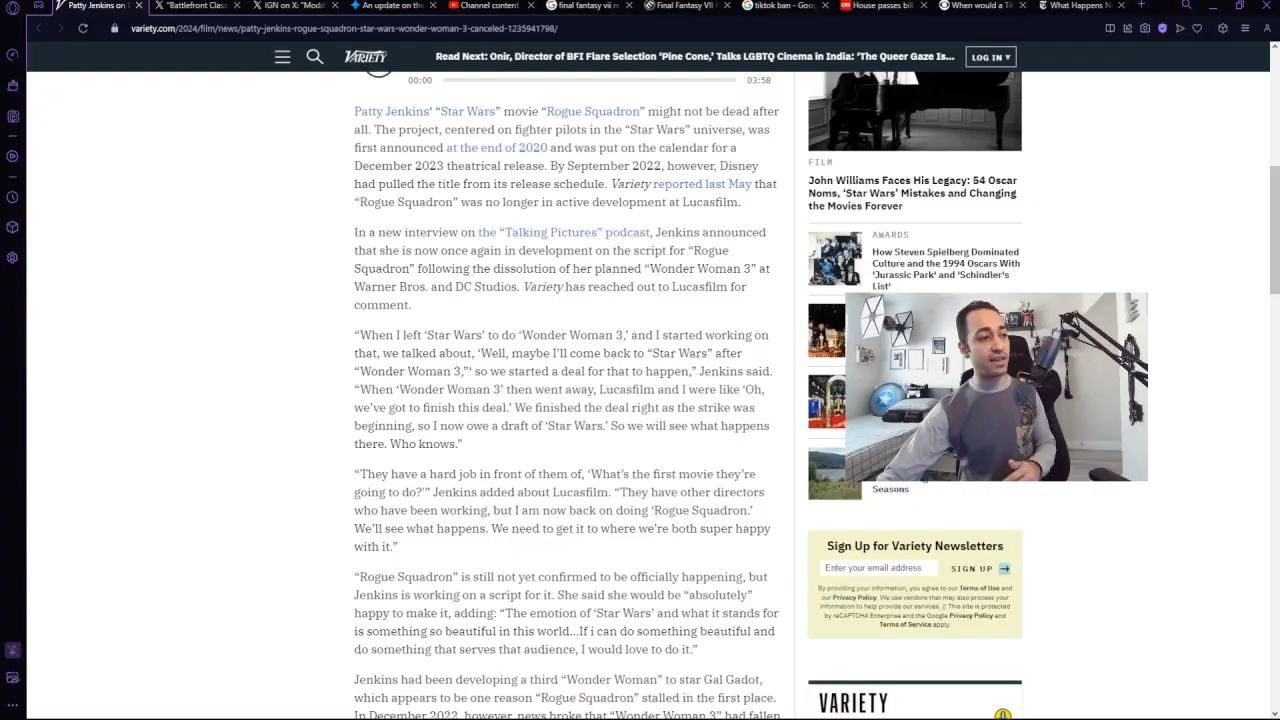 Patty Jenkins on
"Battlefront Class
IGN on X: "Model
An update on the
Channel content
final fantasy vii re
Final Fantasy VII
tiktok ban - Goo
House passes bill
When would a Ti
What Happens N
variety.com/2024/film/news/patty-jenkins-rogue-squadron-star-wars-wonder-woman-3-canceled-1235941798/
VARIETY
Read Next: Onir, Director of BFI Flare Selection 'Pine Cone,' Talks LGBTQ Cinema in India: 'The Queer Gaze Is...
LOG IN ▾
00:00
03:58
Patty Jenkins' "Star Wars" movie "Rogue Squadron" might not be dead after
all. The project, centered on fighter pilots in the "Star Wars" universe, was
first announced at the end of 2020 and was put on the calendar for a
December 2023 theatrical release. By September 2022, however, Disney
had pulled the title from its release schedule. Variety reported last May that
"Rogue Squadron" was no longer in active development at Lucasfilm.
In a new interview on the "Talking Pictures" podcast, Jenkins announced
that she is now once again in development on the script for "Rogue
Squadron" following the dissolution of her planned "Wonder Woman 3" at
Warner Bros. and DC Studios. Variety has reached out to Lucasfilm for
comment.
"When I left 'Star Wars' to do 'Wonder Woman 3,' and I started working on
that, we talked about, 'Well, maybe I'll come back to "Star Wars" after
"Wonder Woman 3,"' so we started a deal for that to happen," Jenkins said.
"When 'Wonder Woman 3' then went away, Lucasfilm and I were like 'Oh,
we've got to finish this deal.' We finished the deal right as the strike was
beginning, so I now owe a draft of 'Star Wars.' So we will see what happens
there. Who knows."
"They have a hard job in front of them of, 'What's the first movie they're
going to do?'" Jenkins added about Lucasfilm. "They have other directors
who have been working, but I am now back on doing 'Rogue Squadron.'
We'll see what happens. We need to get it to where we're both super happy
with it."
"Rogue Squadron" is still not yet confirmed to be officially happening, but
Jenkins is working on a script for it. She said she would be "absolutely"
happy to make it, adding: "The emotion of 'Star Wars' and what it stands for
is something so beautiful in this world...If i can do something beautiful and
do something that serves that audience, I would love to do it."
Jenkins had been developing a third "Wonder Woman" to star Gal Gadot,
which appears to be one reason "Rogue Squadron" stalled in the first place.
In December 2022, however, news broke that "Wonder Woman 3" had fallen
FILM
John Williams Faces His Legacy: 54 Oscar
Noms, 'Star Wars' Mistakes and Changing
the Movies Forever
AWARDS
How Steven Spielberg Dominated
Culture and the 1994 Oscars With
'Jurassic Park' and 'Schindler's
List'
Seasons
Sign Up for Variety Newsletters
Enter your email address
SIGN UP
By providing your information, you agree to our Terms of Use and
our Privacy Policy. We use vendors that may also process your
information to help provide our services. // This site is protected
by reCAPTCHA Enterprise and the Google Privacy Policy and
Terms of Service apply.
VARIETY